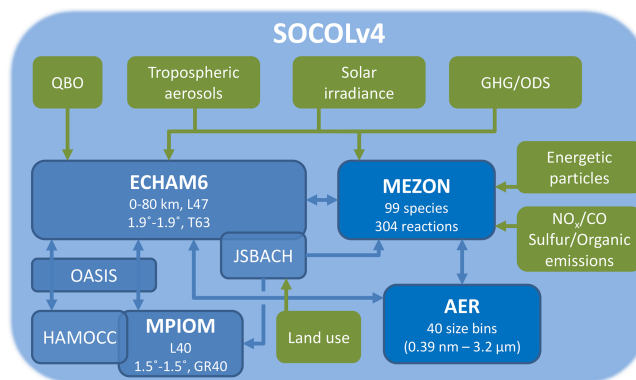 SOCOLv4
QBO
Tropospheric
aerosols
Solar
irradiance
GHG/ODS
ECHAM6
0-80 km, L47
1.9˚-1.9˚, T63
MEZON
99 species
304 reactions
Energetic
particles
NOx/CO
Sulfur/Organic
emissions
JSBACH
OASIS
HAMOCC
MPIOM
L40
1.5˚-1.5˚, GR40
Land use
AER
40 size bins
(0.39 nm – 3.2 µm)